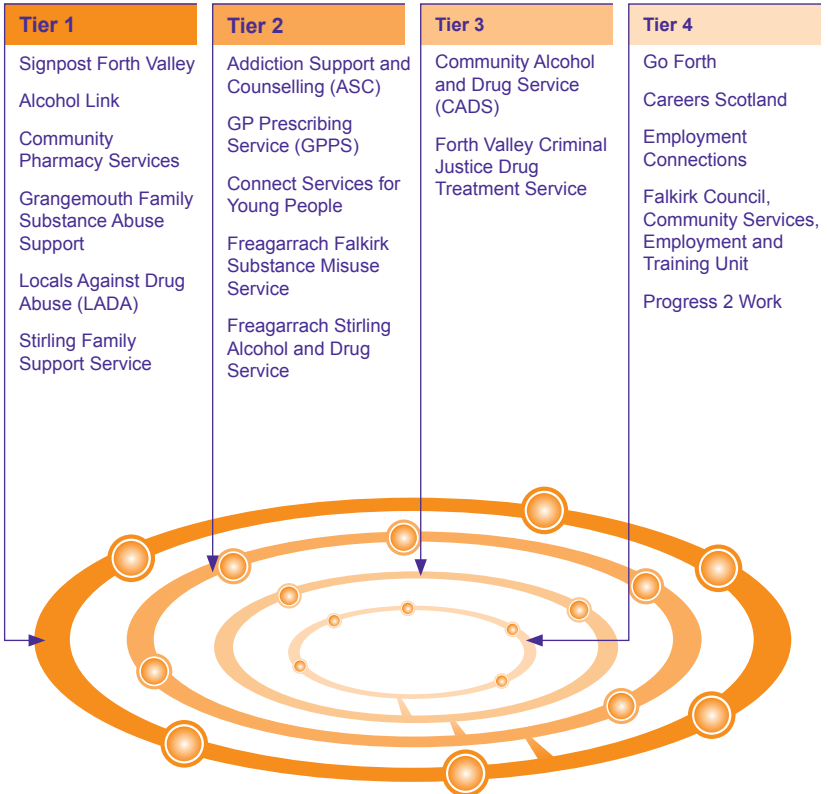 Tier 1
Signpost Forth Valley
Alcohol Link
Community
Pharmacy Services
Grangemouth Family
Substance Abuse
Support
Locals Against Drug
Abuse (LADA)
Stirling Family
Support Service
Tier 2
Addiction Support and
Counselling (ASC)
GP Prescribing
Service (GPPS)
Connect Services for
Young People
Freagarrach Falkirk
Substance Misuse
Service
Freagarrach Stirling
Alcohol and Drug
Service
Tier 3
Community Alcohol
and Drug Service
(CADS)
Forth Valley Criminal
Justice Drug
Treatment Service
Tier 4
Go Forth
Careers Scotland
Employment
Connections
Falkirk Council,
Community Services,
Employment and
Training Unit
Progress 2 Work